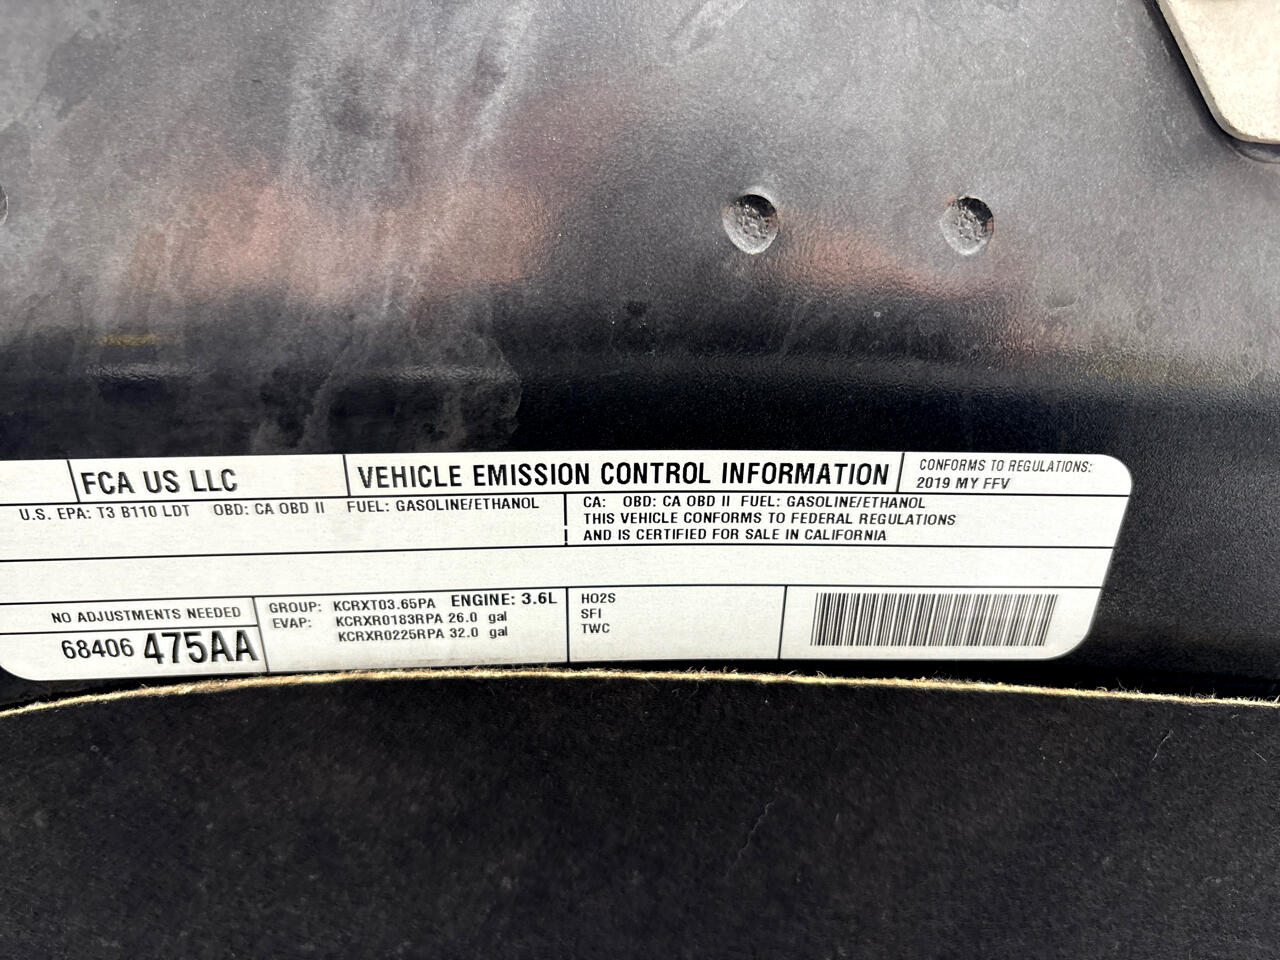 FCA US LLC
VEHICLE EMISSION CONTROL INFORMATION
CONFORMS TO REGULATIONS:
2019 MY FFV
U.S. EPA: T3 B110 LDT OBD: CA OBD II FUEL: GASOLINE/ETHANOL
CA: OBD: CA OBD II FUEL: GASOLINE/ETHANOL
THIS VEHICLE CONFORMS TO FEDERAL REGULATIONS
AND IS CERTIFIED FOR SALE IN CALIFORNIA
NO ADJUSTMENTS NEEDED
68406 475AA
GROUP: KCRXT03.65PA ENGINE: 3.6L
EVAP: KCRXR0183RPA 26.0 gal
KCRXR0225RPA 32.0 gal
HO2S
SFI
TWC